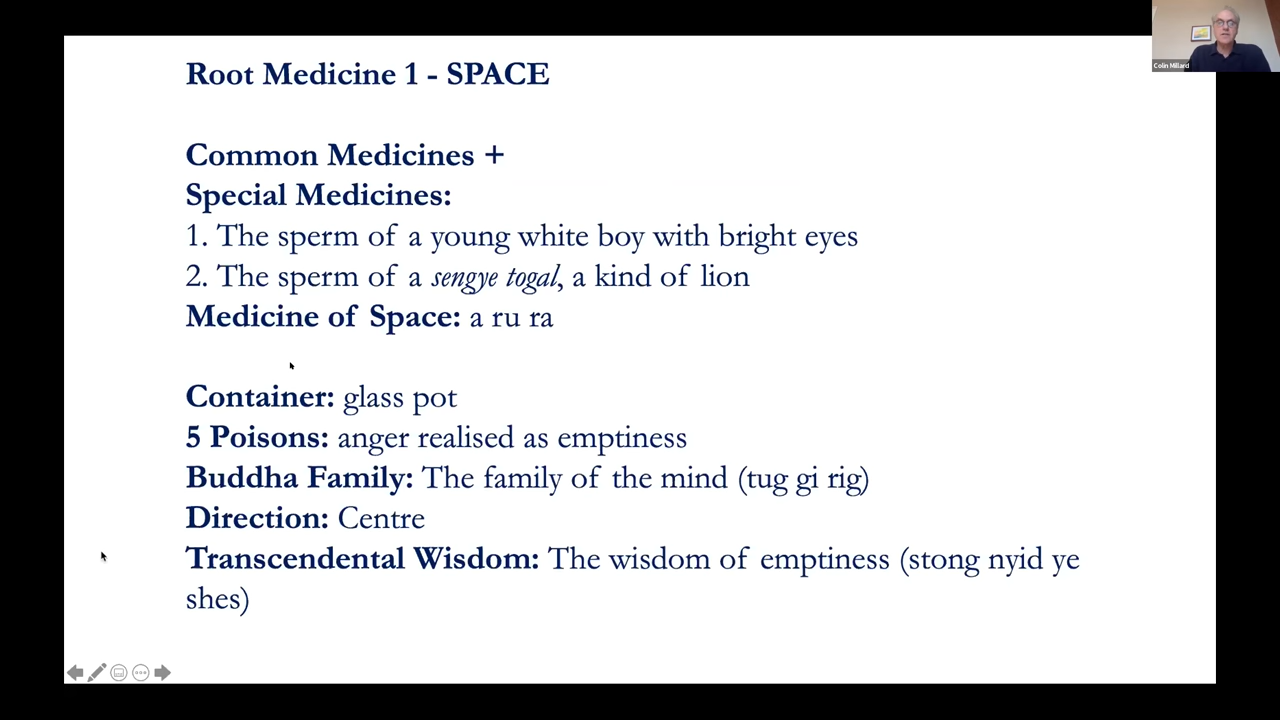 Root Medicine 1 - SPACE
Common Medicines +
Special Medicines:
1. The sperm of a young white boy with bright eyes
2. The sperm of a sengye togal, a kind of lion
Medicine of Space: a ru ra
Container: glass pot
5 Poisons: anger realised as emptiness
Buddha Family: The family of the mind (tug gi rig)
Direction: Centre
Transcendental Wisdom: The wisdom of emptiness (stong nyid ye
shes)
Colin Millard